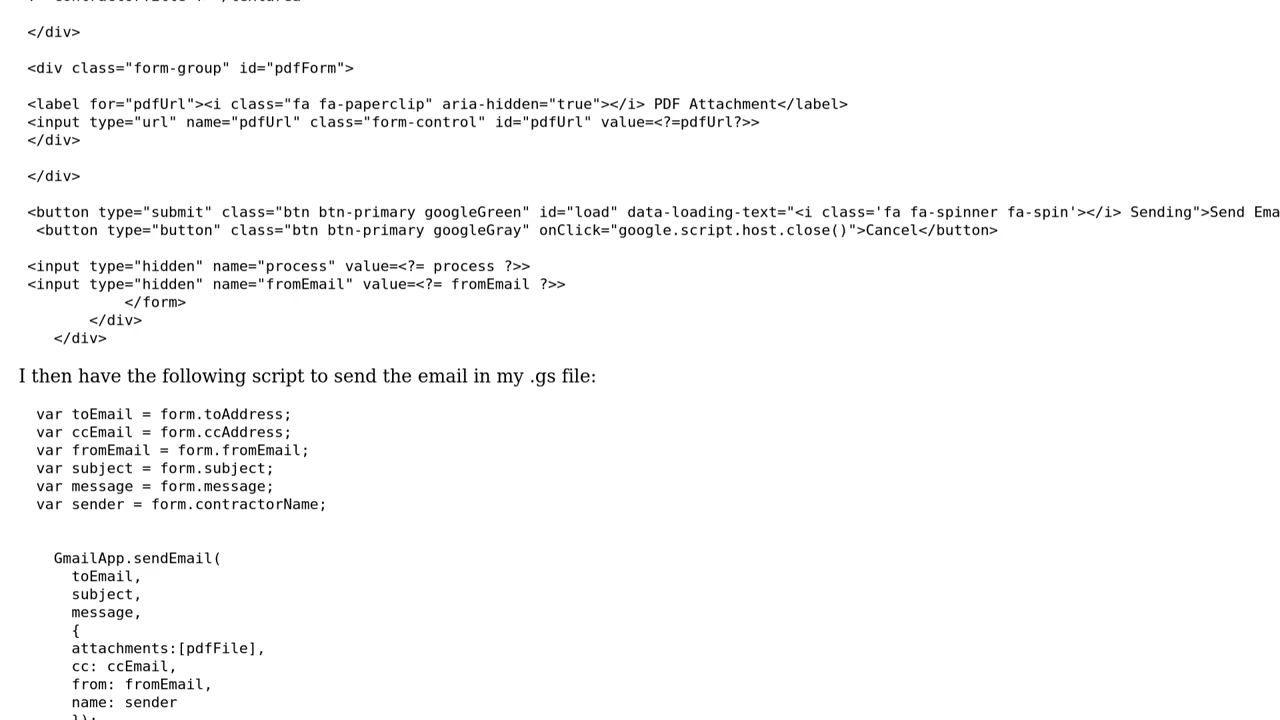 </div>
<div class="form-group" id="pdfForm">
<label for="pdfUrl"><i class="fa fa-paperclip" aria-hidden="true"></i> PDF Attachment</label>
<input type="url" name="pdfUrl" class="form-control" id="pdfUrl" value=<?=pdfUrl?>>
</div>
</div>
<button type="submit" class="btn btn-primary googleGreen" id="load" data-loading-text="<i class='fa fa-spinner fa-spin'></i> Sending">Send Ema
<button type="button" class="btn btn-primary googleGray" onClick="google.script.host.close()">Cancel</button>
<input type="hidden" name="process" value=<?= process ?>>
<input type="hidden" name="fromEmail" value=<?= fromEmail ?>>
</form>
</div>
</div>
I then have the following script to send the email in my .gs file:
var toEmail = form.toAddress;
var ccEmail = form.ccAddress;
var fromEmail = form.fromEmail;
var subject = form.subject;
var message = form.message;
var sender = form.contractorName;
GmailApp.sendEmail(
toEmail,
subject,
message,
{
attachments:[pdfFile],
cc: ccEmail,
from: fromEmail,
name: sender
});